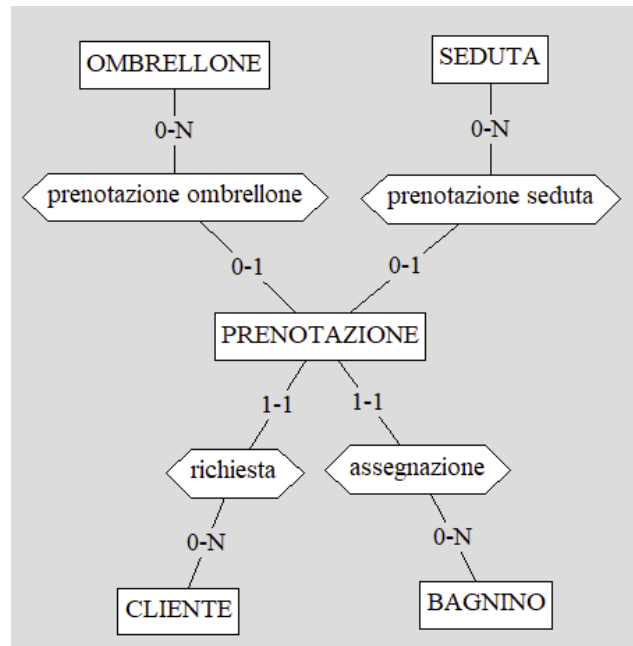 OMBRELLONE
SEDUTA
0-N
0-N
prenotazione ombrellone
prenotazione seduta
0-1
0-1
PRENOTAZIONE
1-1
1-1
richiesta
assegnazione
0-N
0-N
CLIENTE
BAGNINO